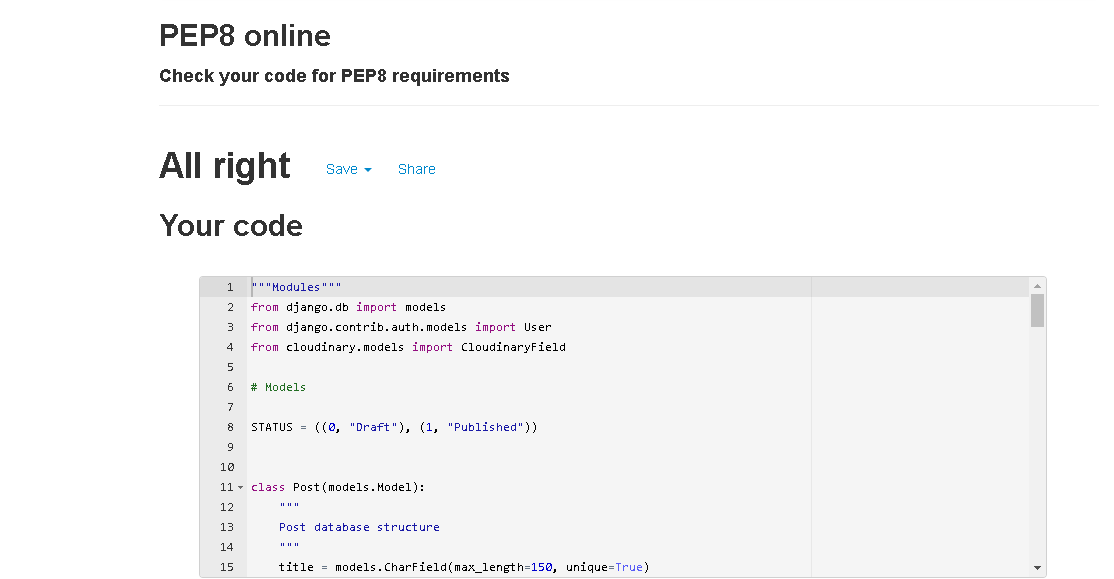 PEP8 online
Check your code for PEP8 requirements
All right Save Share
Your code
1 """Modules"""
2 from django.db import models
3 from django.contrib.auth.models import User
4 from cloudinary.models import CloudinaryField
5
6 # Models
7
8 STATUS = ((0, "Draft"), (1, "Published"))
9
10
11 class Post(models.Model):
12     """
13     Post database structure
14     """
15     title = models.CharField(max_length=150, unique=True)